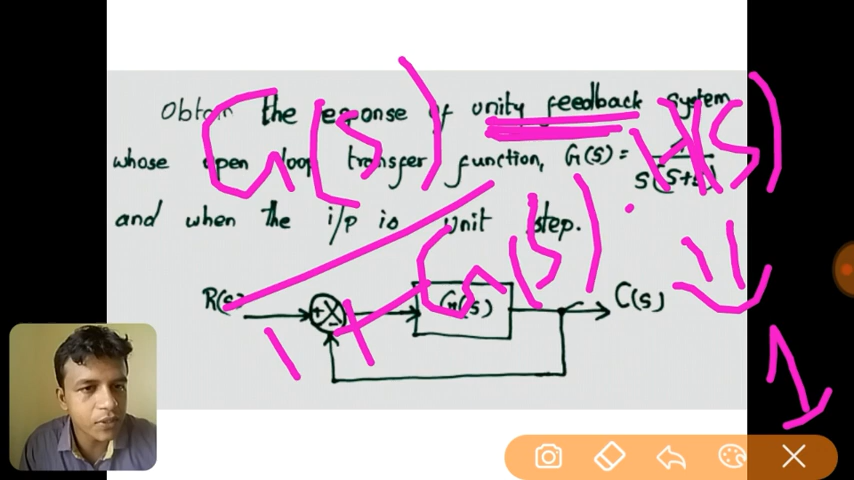 Obtain the response of unity feedback system
whose open loop transfer function, G(s) =
and when the i/p is unit step.
R(s) + - G(s) C(s)
G(s)
1 + G(s) . H(s)
1